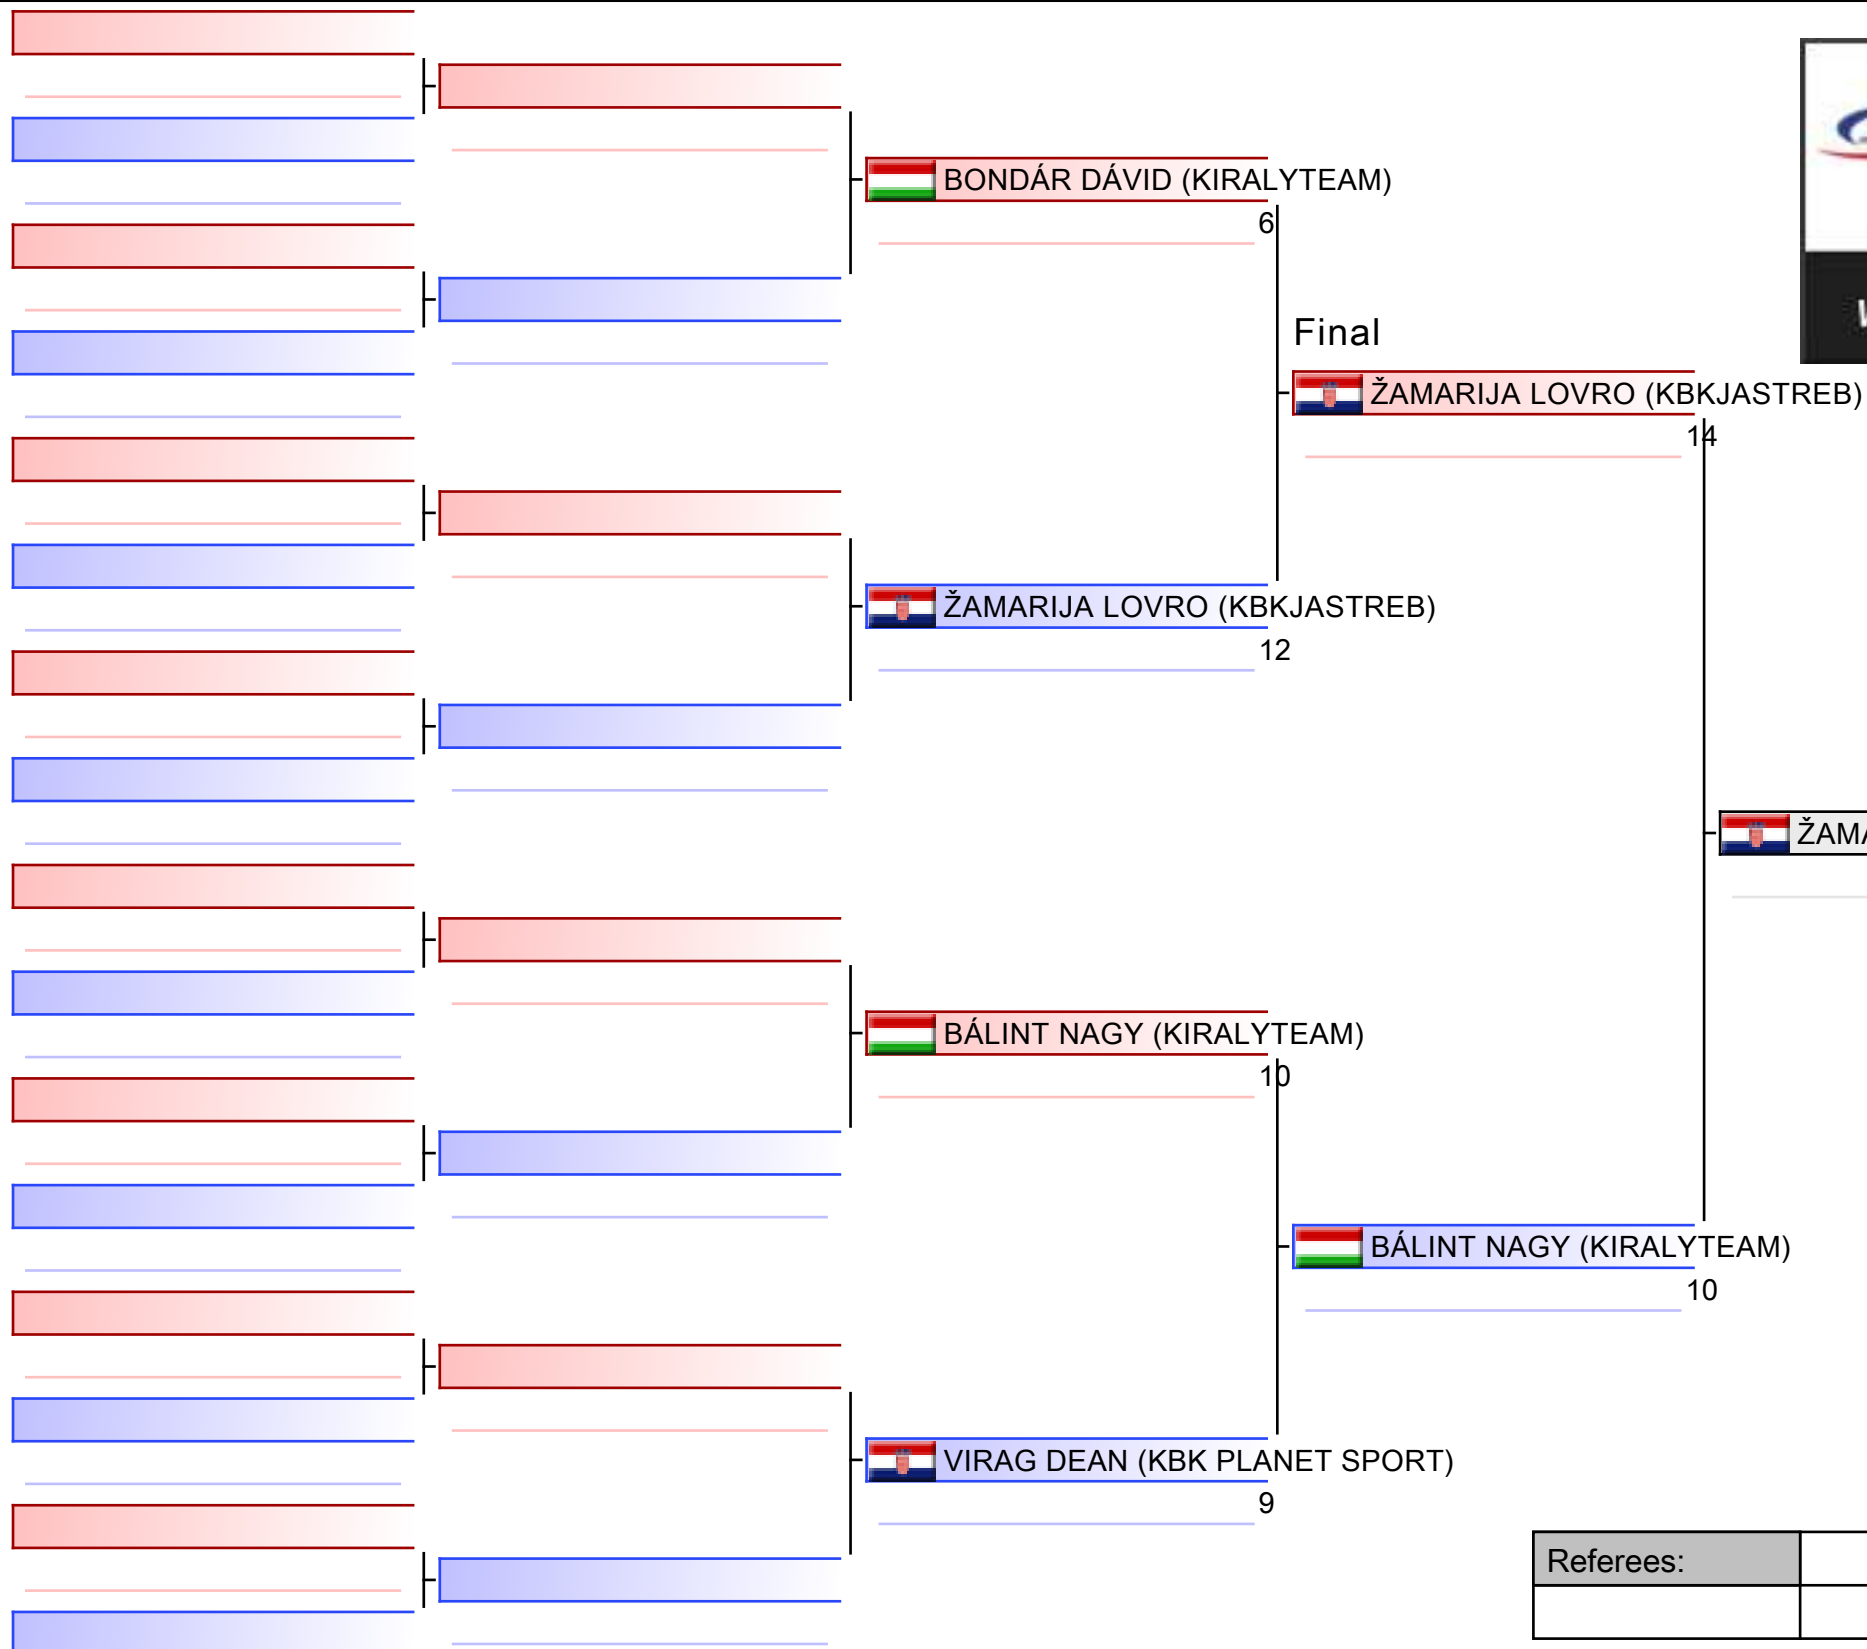 BONDÁR DÁVID (KIRALYTEAM)
6
Final
ŽAMARIJA LOVRO (KBKJASTREB)
14
ŽAMARIJA LOVRO (KBKJASTREB)
12
BÁLINT NAGY (KIRALYTEAM)
10
BÁLINT NAGY (KIRALYTEAM)
10
VIRAG DEAN (KBK PLANET SPORT)
9
Referees: